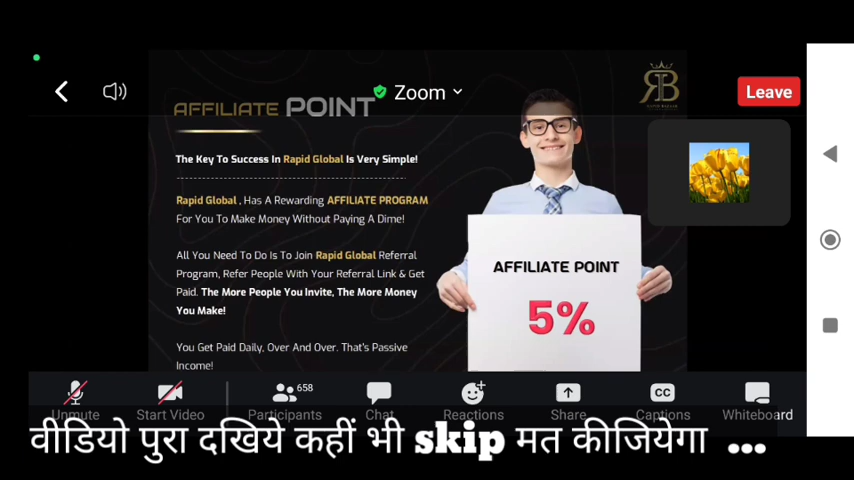 Zoom
Leave
AFFILIATE POINT
The Key To Success In Rapid Global Is Very Simple!
Rapid Global , Has A Rewarding AFFILIATE PROGRAM
For You To Make Money Without Paying A Dime!
All You Need To Do Is To Join Rapid Global Referral
Program, Refer People With Your Referral Link & Get
Paid. The More People You Invite, The More Money
You Make!
You Get Paid Daily, Over And Over. That's Passive
Income!
AFFILIATE POINT
5%
658
Unmute
Start Video
Participants
Chat
Reactions
Share
CC
Captions
Whiteboard
वीडियो पुरा दखिये कहीं भी skip मत कीजियेगा ...